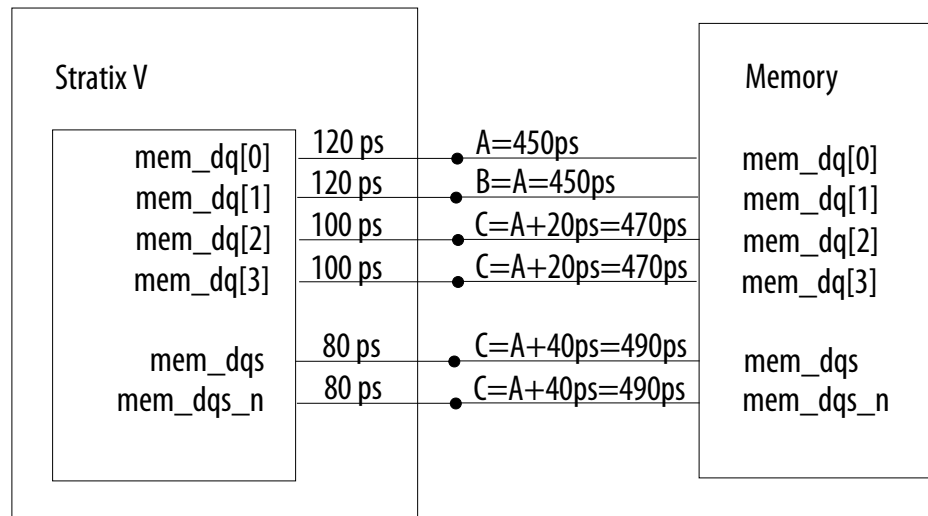 Stratix V
Memory
mem_dq[0] 120 ps A=450ps mem_dq[0]
mem_dq[1] 120 ps B=A=450ps mem_dq[1]
mem_dq[2] 100 ps C=A+20ps=470ps mem_dq[2]
mem_dq[3] 100 ps C=A+20ps=470ps mem_dq[3]
mem_dqs 80 ps C=A+40ps=490ps mem_dqs
mem_dqs_n 80 ps C=A+40ps=490ps mem_dqs_n